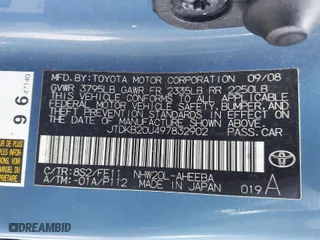 MFD. BY: TOYOTA MOTOR CORPORATION 09/08
GVWR 3795LB GAWR FR 2335LB RR 2250LB
THIS VEHICLE CONFORMS TO ALL APPLICABLE
FEDERAL MOTOR VEHICLE SAFETY, BUMPER, AND
THEFT PREVENTION STANDARDS IN EFFECT ON
THE DATE OF MANUFACTURE SHOWN ABOVE.
JTDKB20U497832902 PASS.CAR
C/TR:8S2/FE11 NHW20L-AHEEBA
A/TM:-01A/P112 MADE IN JAPAN 019A
96